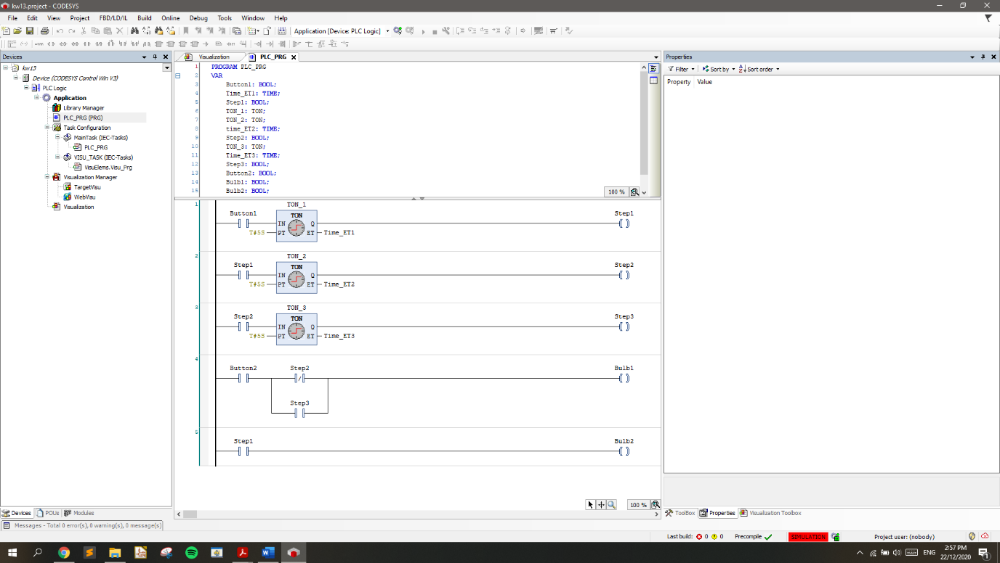 kw13.project - CODESYS
File Edit View Project FBD/LD/IL Build Online Debug Tools Window Help
Application [Device: PLC Logic]
Devices
kw13
Device (CODESYS Control Win V3)
PLC Logic
Application
Library Manager
PLC_PRG (PRG)
Task Configuration
MainTask (IEC-Tasks)
PLC_PRG
VISU_TASK (IEC-Tasks)
VisuElems.Visu_Prg
Visualization Manager
TargetVisu
WebVisu
Visualization
Devices POUs Modules
Visualization PLC_PRG
1 PROGRAM PLC_PRG
2 VAR
3 Button1: BOOL;
4 Time_ET1: TIME;
5 Step1: BOOL;
6 TON_1: TON;
7 TON_2: TON;
8 time_ET2: TIME;
9 Step2: BOOL;
10 TON_3: TON;
11 Time_ET3: TIME;
12 Step3: BOOL;
13 Button2: BOOL;
14 Bulb1: BOOL;
15 Bulb2: BOOL;
100 %
1 TON_1
Button1 TON Step1
IN Q
T#5S PT ET Time_ET1
2 TON_2
Step1 TON Step2
IN Q
T#5S PT ET Time_ET2
3 TON_3
Step2 TON Step3
IN Q
T#5S PT ET Time_ET3
4
Button2 Step2 Bulb1
Step3
5
Step1 Bulb2
100 %
Properties
Filter Sort by Sort order
Property Value
ToolBox Properties Visualization Toolbox
Messages - Total 0 error(s), 0 warning(s), 0 message(s)
Last build: 0 0 Precompile SIMULATION Project user: (nobody)
ENG 2:57 PM
22/12/2020 1